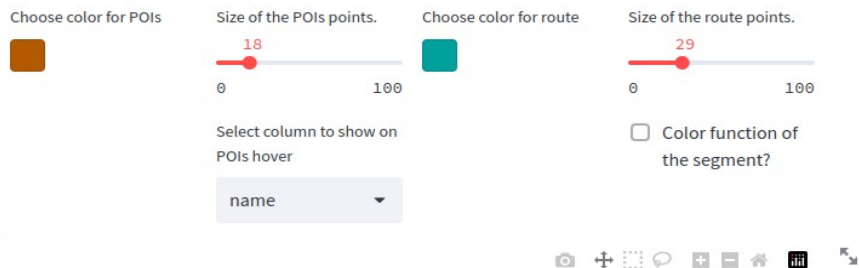 Choose color for POIs
Size of the POIs points.
Choose color for route
Size of the route points.
18
29
0
100
0
100
Select column to show on
POIs hover
Color function of
the segment?
name